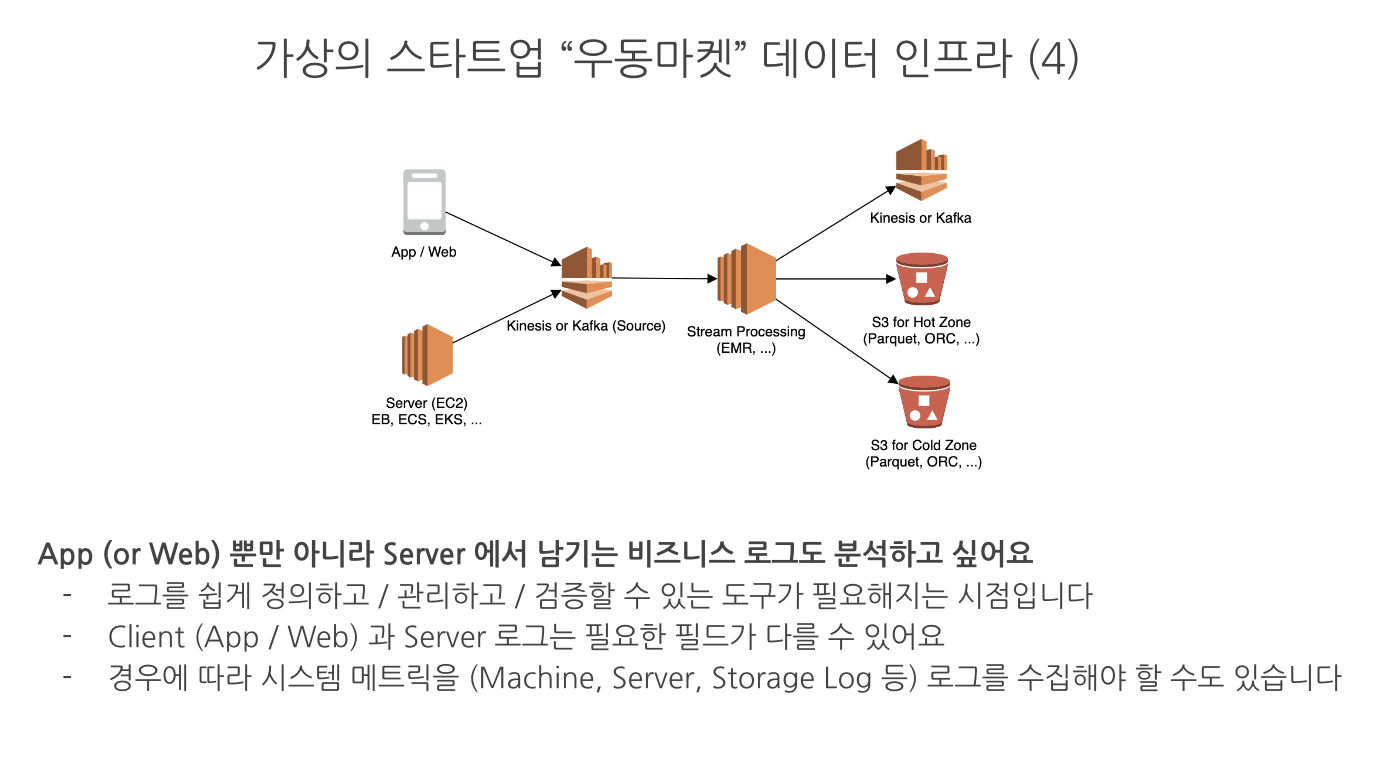 가상의 스타트업 “우동마켓” 데이터 인프라 (4)
App / Web
Server (EC2)
EB, ECS, EKS, ...
Kinesis or Kafka (Source)
Stream Processing
(EMR, ...)
Kinesis or Kafka
S3 for Hot Zone
(Parquet, ORC, ...)
S3 for Cold Zone
(Parquet, ORC, ...)
App (or Web) 뿐만 아니라 Server 에서 남기는 비즈니스 로그도 분석하고 싶어요
- 로그를 쉽게 정의하고 / 관리하고 / 검증할 수 있는 도구가 필요해지는 시점입니다
- Client (App / Web) 과 Server 로그는 필요한 필드가 다를 수 있어요
- 경우에 따라 시스템 메트릭을 (Machine, Server, Storage Log 등) 로그를 수집해야 할 수도 있습니다